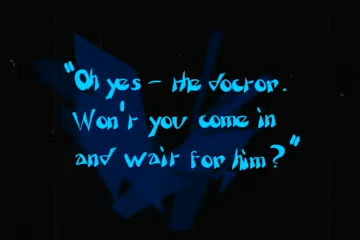 "Oh yes – the doctor.
Won't you come in
and wait for him?"